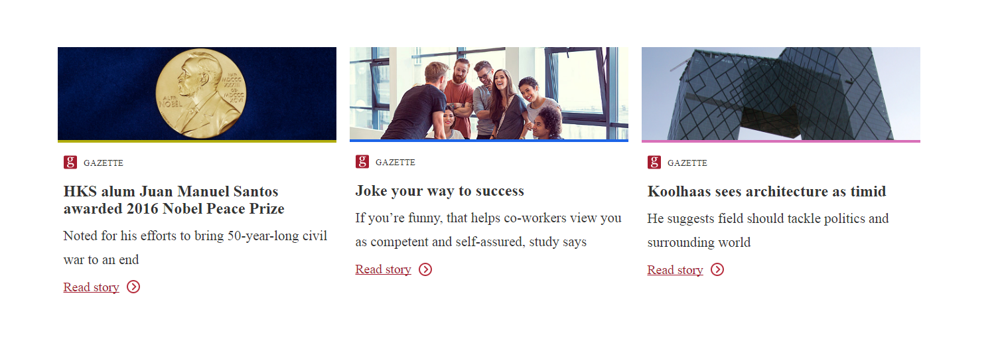 ALFR.
NOBEL
NAT.
MDCCC
XXXIII
OB.
MDCCC
XCVI
g GAZETTE
HKS alum Juan Manuel Santos
awarded 2016 Nobel Peace Prize
Noted for his efforts to bring 50-year-long civil
war to an end
Read story
g GAZETTE
Joke your way to success
If you’re funny, that helps co-workers view you
as competent and self-assured, study says
Read story
g GAZETTE
Koolhaas sees architecture as timid
He suggests field should tackle politics and
surrounding world
Read story